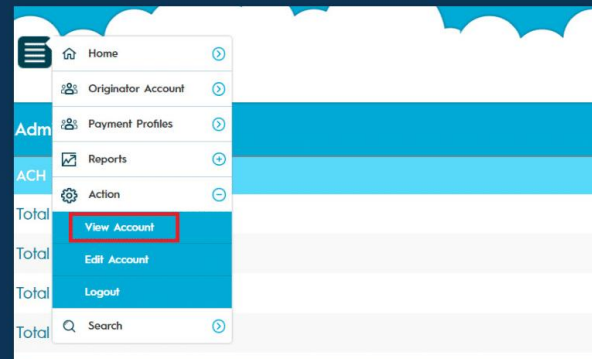 Home
Originator Account
Adm
Payment Profiles
Reports
ACH
Action
Total
View Account
Total
Edit Account
Total
Logout
Total
Search